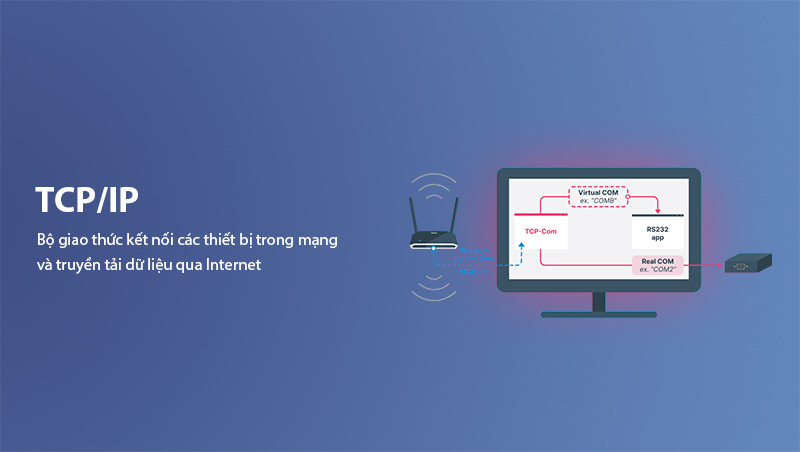 TCP/IP
Bộ giao thức kết nối các thiết bị trong mạng
và truyền tải dữ liệu qua Internet
Virtual COM
ex. "COM8"
TCP-Com
RS232
app
Real COM
ex. "COM2"